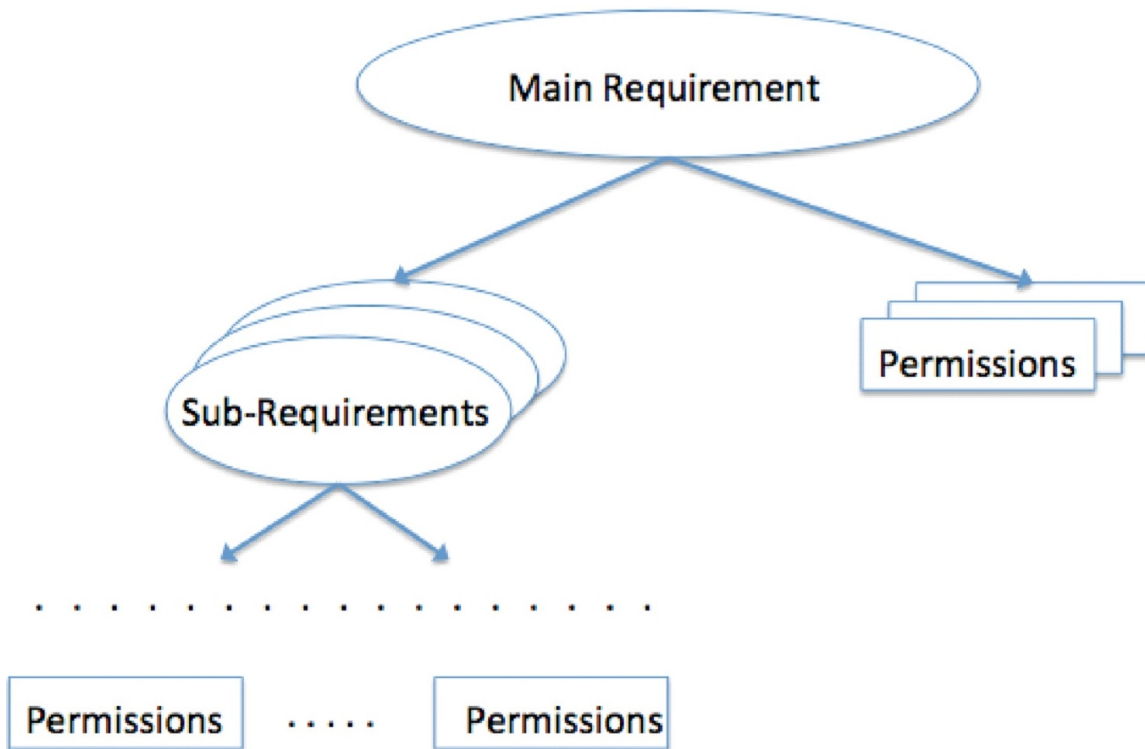 Main Requirement
Permissions
Sub-Requirements
. . . . . . . . . . . . . . . . .
Permissions ..... Permissions